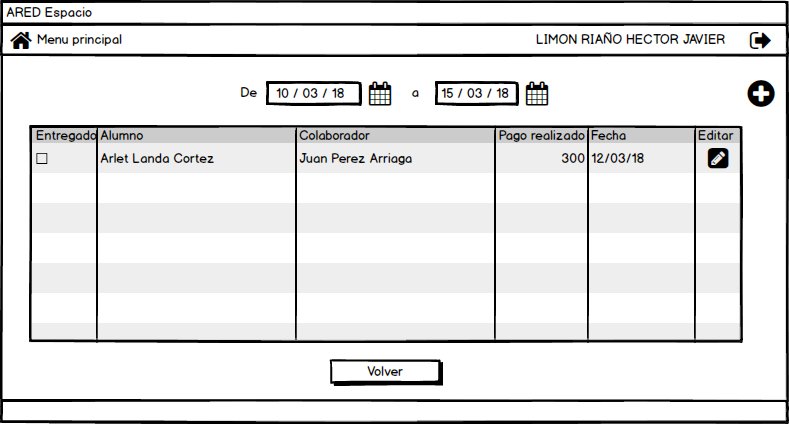 ARED Espacio
Menu principal LIMON RIAÑO HECTOR JAVIER
De 10 / 03 / 18 a 15 / 03 / 18
Entregado Alumno Colaborador Pago realizado Fecha Editar
Arlet Landa Cortez Juan Perez Arriaga 300 12/03/18
Volver